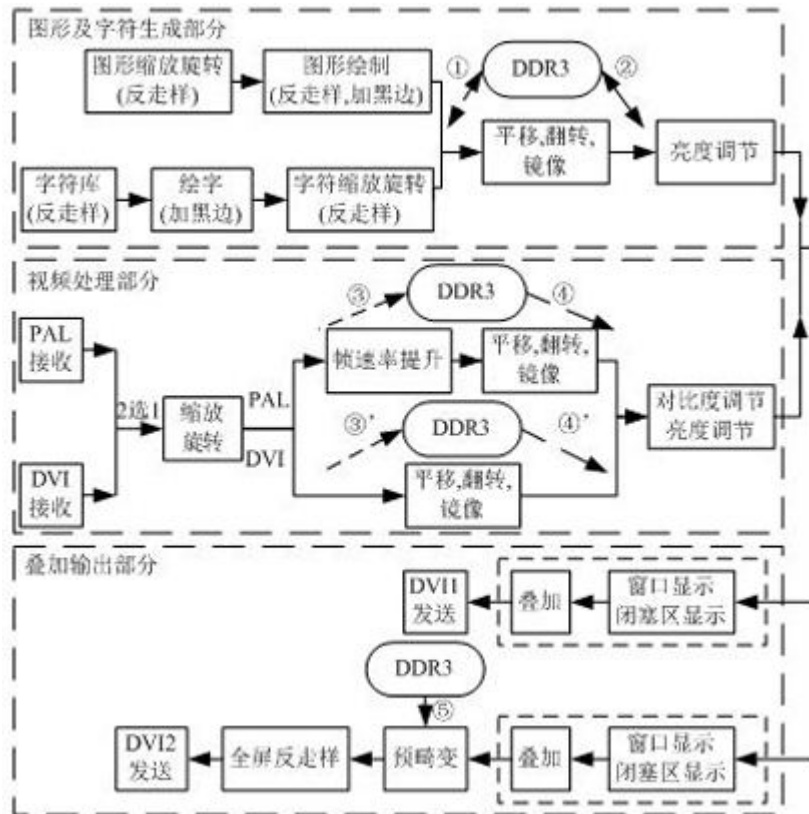 图形及字符生成部分
图形缩放旋转
(反走样)
图形绘制
(反走样,加黑边)
①
DDR3
②
字符库
(反走样)
绘字
(加黑边)
字符缩放旋转
(反走样)
平移,翻转,
镜像
亮度调节
视频处理部分
PAL
接收
DVI
接收
2选1
缩放
旋转
PAL
DVI
③
DDR3
④
帧速率提升
平移,翻转,
镜像
③'
DDR3
④'
平移,翻转,
镜像
对比度调节
亮度调节
叠加输出部分
DVI1
发送
叠加
窗口显示
闭塞区显示
DDR3
⑤
DVI2
发送
全屏反走样
预畸变
叠加
窗口显示
闭塞区显示